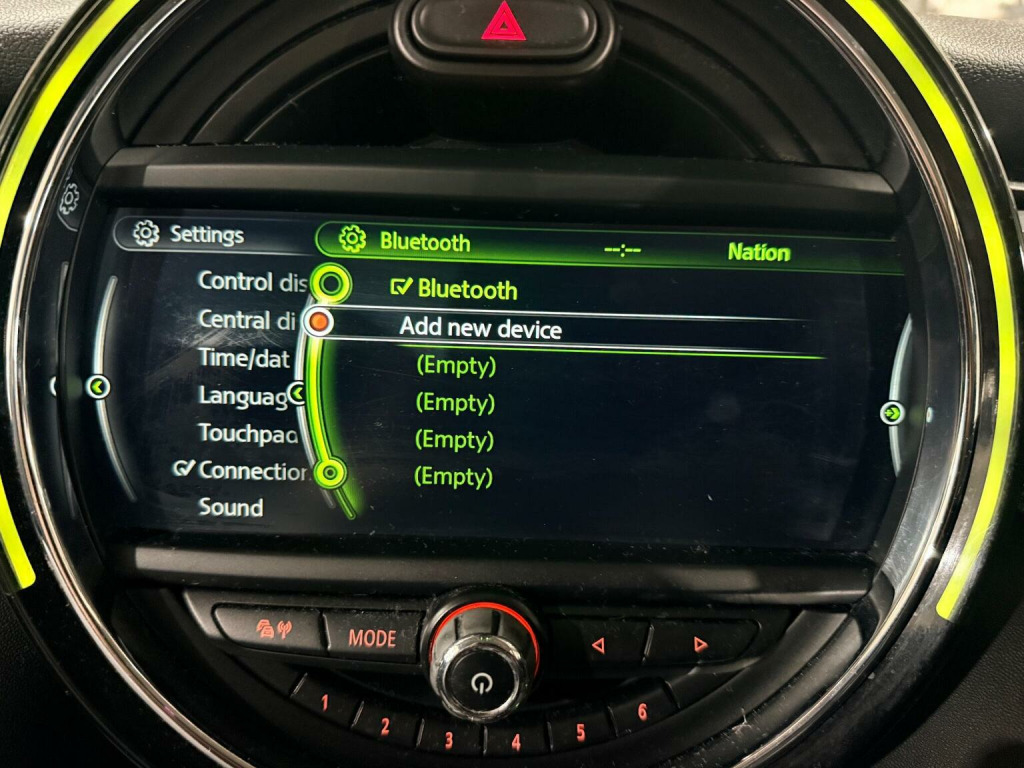 Settings
Bluetooth --:-- Nation
Control dis
Bluetooth
Central di
Add new device
Time/dat
(Empty)
Languag
(Empty)
Touchpad
(Empty)
Connection
(Empty)
Sound
MODE
1 2 3 4 5 6